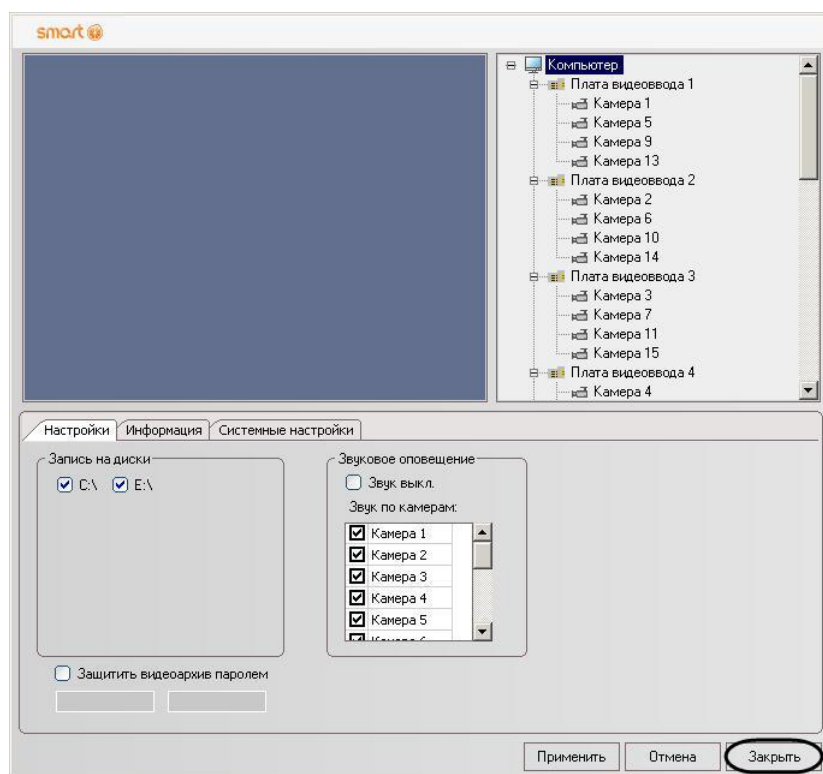 smart
Компьютер
Плата видеоввода 1
Камера 1
Камера 5
Камера 9
Камера 13
Плата видеоввода 2
Камера 2
Камера 6
Камера 10
Камера 14
Плата видеоввода 3
Камера 3
Камера 7
Камера 11
Камера 15
Плата видеоввода 4
Камера 4
Настройки Информация Системные настройки
Запись на диски
C:\ E:\
Звуковое оповещение
Звук выкл.
Звук по камерам:
Камера 1
Камера 2
Камера 3
Камера 4
Камера 5
Защитить видеоархив паролем
Применить Отмена Закрыть